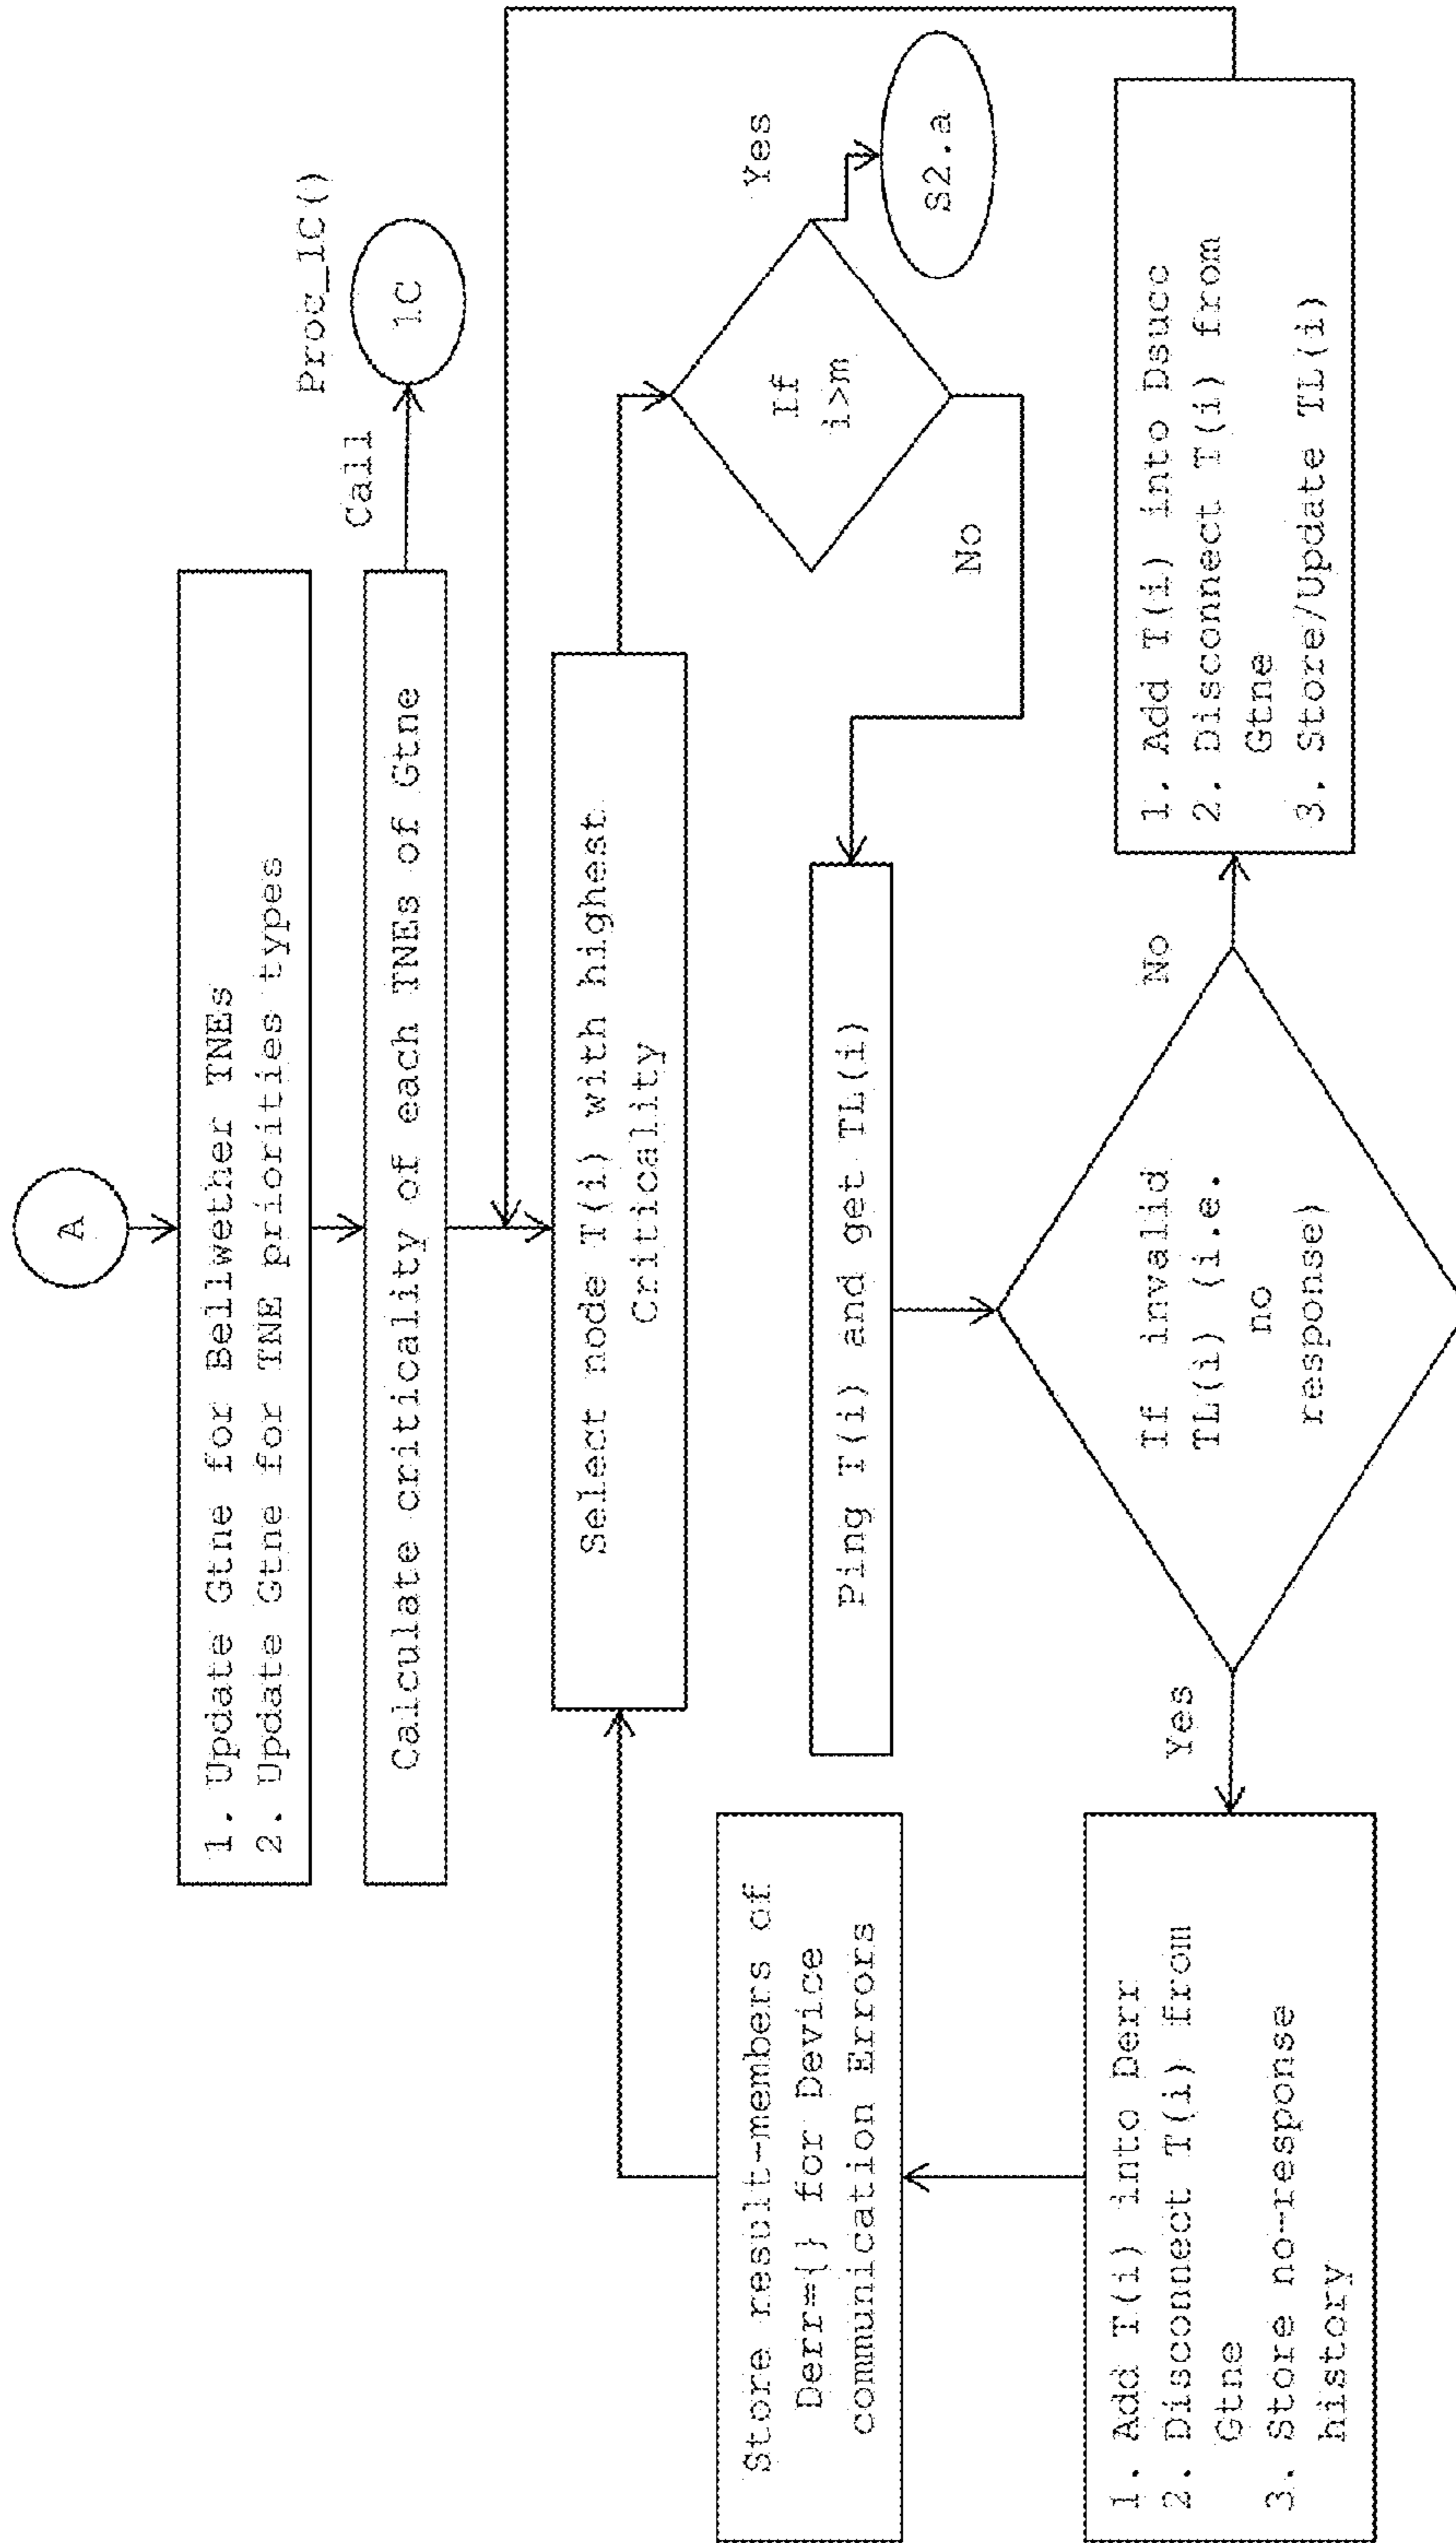 A
1. Update Gtne for Bellwether TNEs
2. Update Gtne for TNE priorities types
Calculate criticality of each TNEs of Gtne
Call
Proc_1C()
1C
Select node T(i) with highest
Criticality
If
i>m
Yes
S2.a
No
Ping T(i) and get TL(i)
If invalid
TL(i) (i.e.
no
response)
No
1. Add T(i) into Dsucc
2. Disconnect T(i) from
Gtne
3. Store/Update TL(i)
Yes
1. Add T(i) into Derr
2. Disconnect T(i) from
Gtne
3. Store no-response
history
Store result-members of
Derr={} for Device
communication Errors